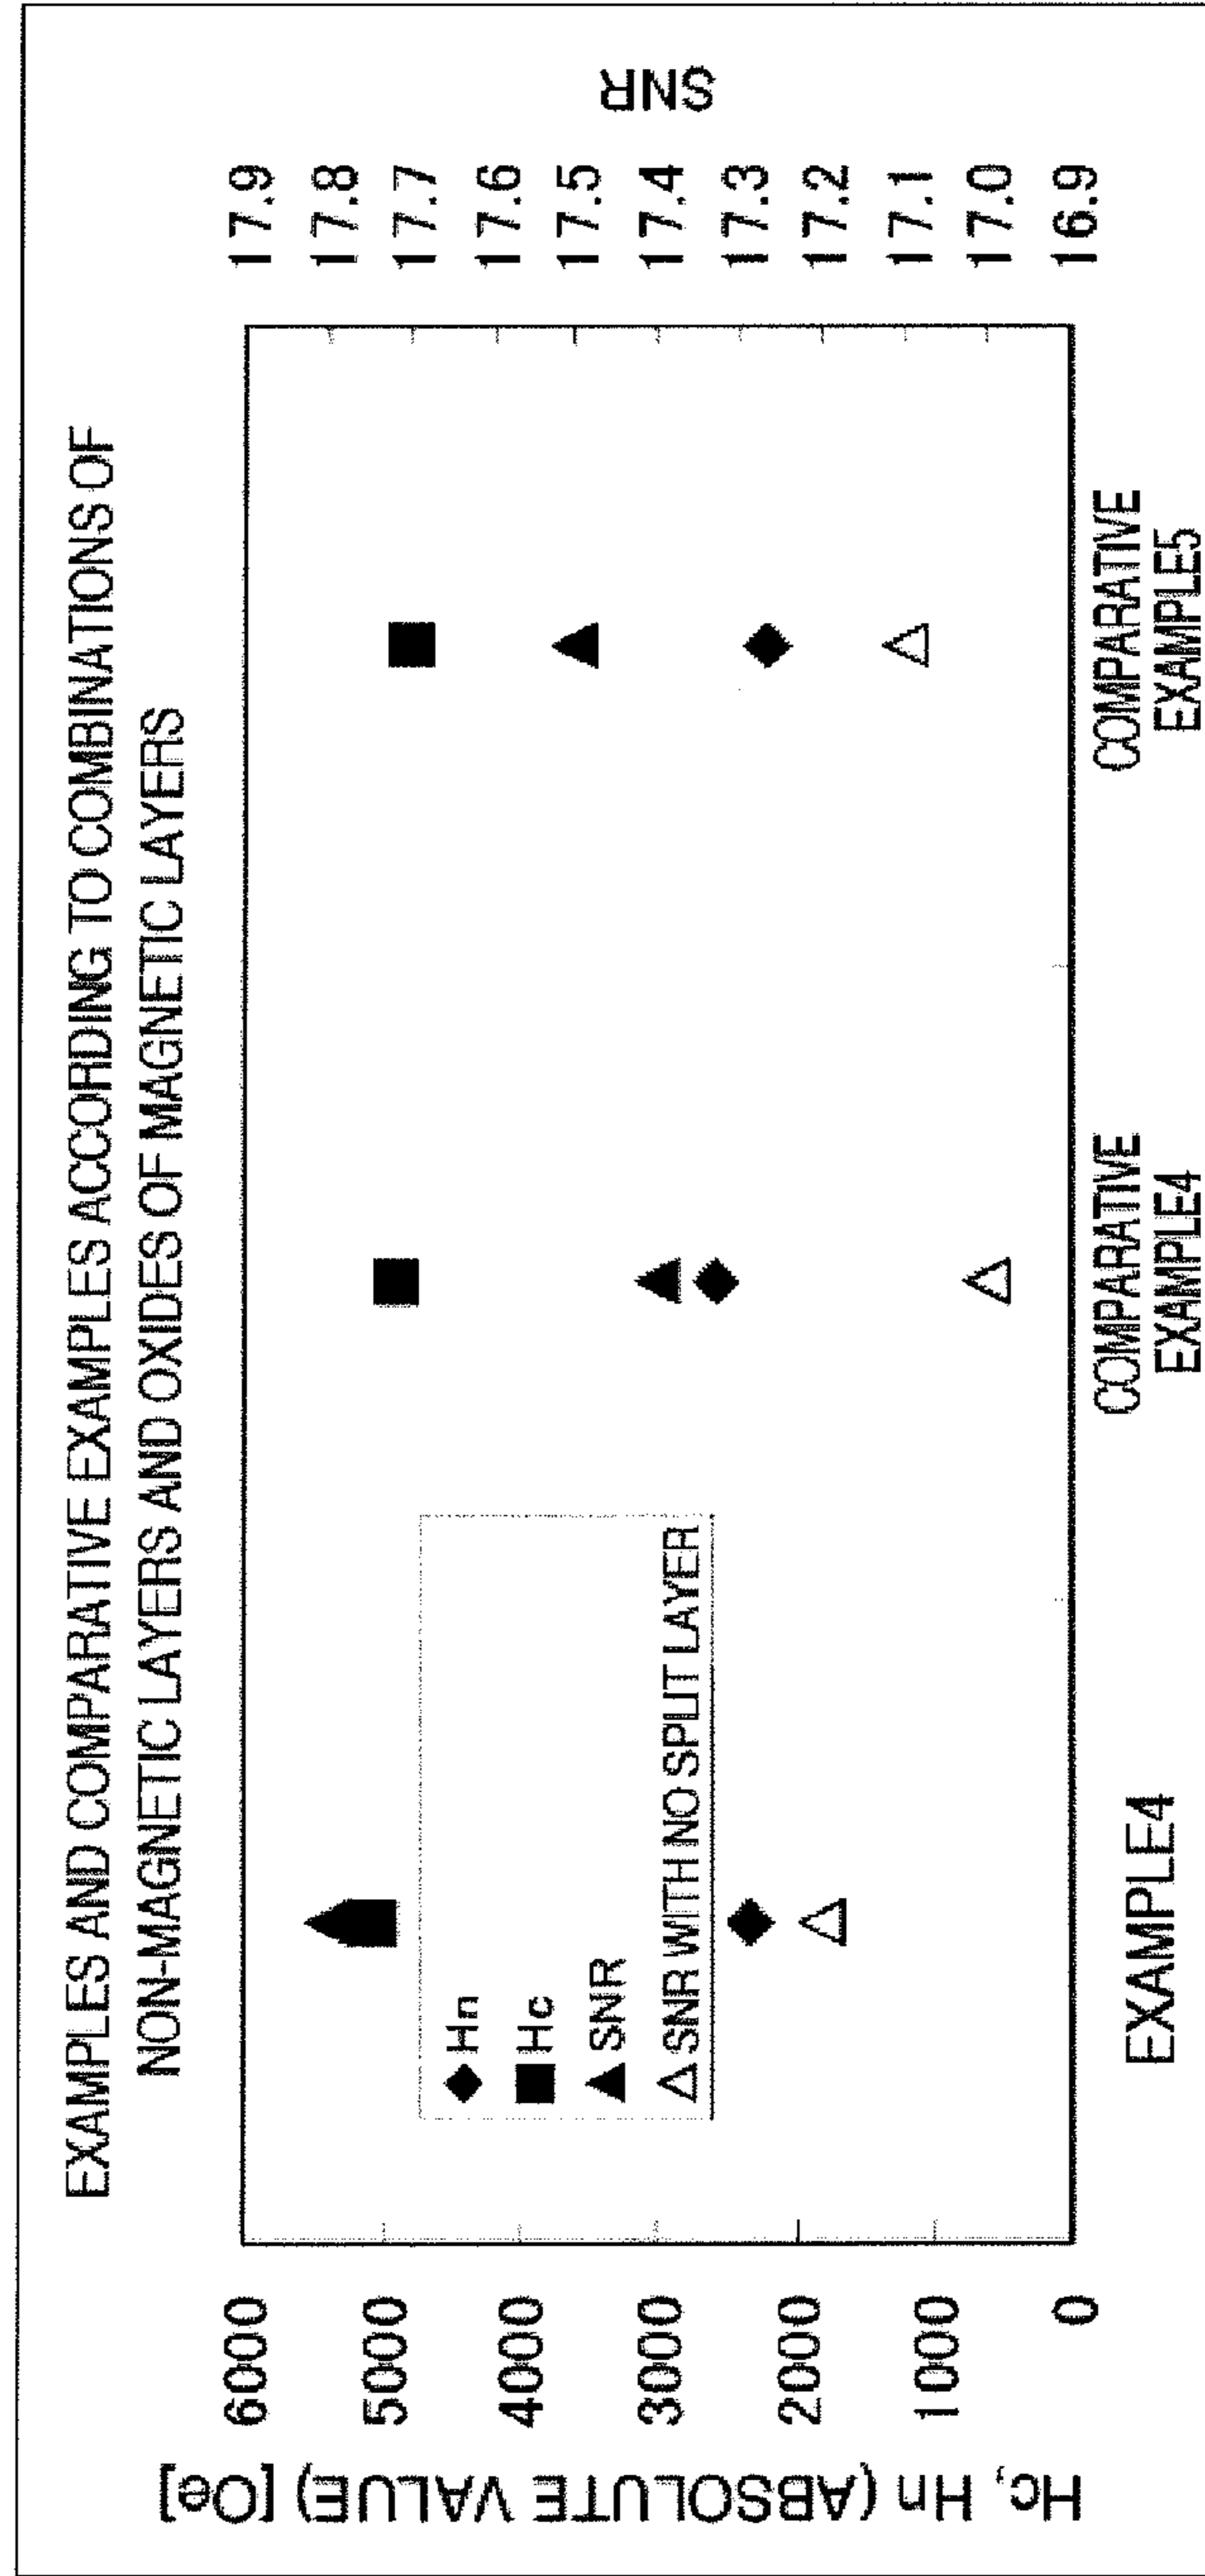 EXAMPLES AND COMPARATIVE EXAMPLES ACCORDING TO COMBINATIONS OF
NON-MAGNETIC LAYERS AND OXIDES OF MAGNETIC LAYERS
Hc, Hn (ABSOLUTE VALUE) [Oe]
6000
5000
4000
3000
2000
1000
0
Hn
Hc
SNR
SNR WITH NO SPLIT LAYER
17.9
17.8
17.7
17.6
17.5
17.4
17.3
17.2
17.1
17.0
16.9
SNR
EXAMPLE4
COMPARATIVE
EXAMPLE4
COMPARATIVE
EXAMPLE5